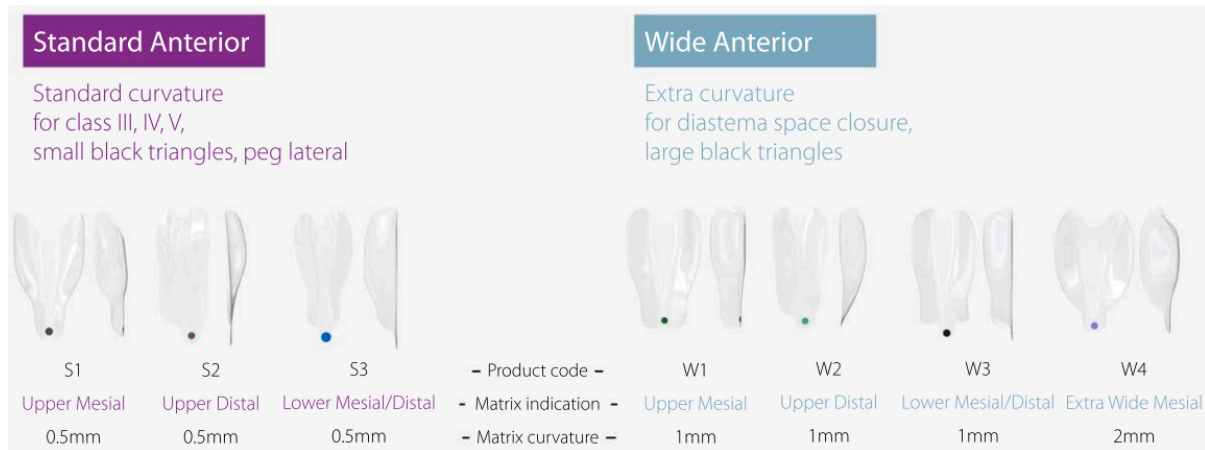 Standard Anterior
Standard curvature
for class III, IV, V,
small black triangles, peg lateral
Wide Anterior
Extra curvature
for diastema space closure,
large black triangles
S1 S2 S3 – Product code – W1 W2 W3 W4
Upper Mesial Upper Distal Lower Mesial/Distal - Matrix indication - Upper Mesial Upper Distal Lower Mesial/Distal Extra Wide Mesial
0.5mm 0.5mm 0.5mm – Matrix curvature – 1mm 1mm 1mm 2mm